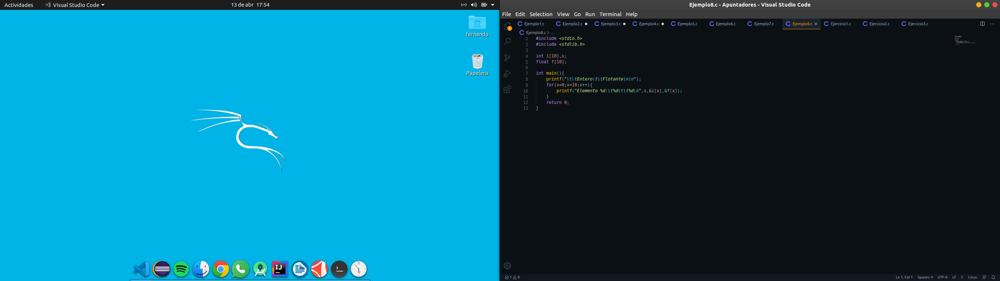 Actividades Visual Studio Code 13 de abr 17:54
fernando
Papelera
IJ
12
Ejemplo8.c - Apuntadores - Visual Studio Code
File Edit Selection View Go Run Terminal Help
3
Ejemplo1.c Ejemplo2.c Ejemplo3.c Ejemplo4.c Ejemplo5.c Ejemplo6.c Ejemplo7.c Ejemplo8.c Ejercicio1.c Ejercicio2.c Ejercicio3.c
Ejemplo8.c > ...
1 #include <stdio.h>
2 #include <stdlib.h>
3
4 int i[10],x;
5 float f[10];
6
7 int main(){
8 printf("\t\tEntero\t\tFlotante\n\n");
9 for(x=0;x<10;x++){
10 printf("Elemento %d:\t%d\t\t%d\n",x,&i[x],&f[x]);
11 }
12 return 0;
13 }
1 0 Ln 1, Col 1 Spaces: 4 UTF-8 LF C Linux